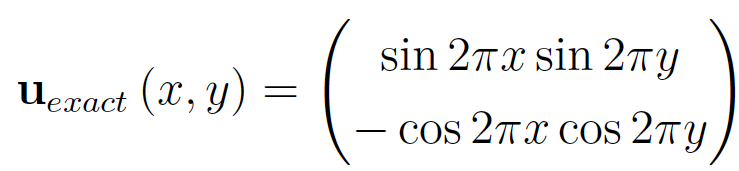 sin 2πx sin 2πy
u_exact (x, y) = ( )
− cos 2πx cos 2πy